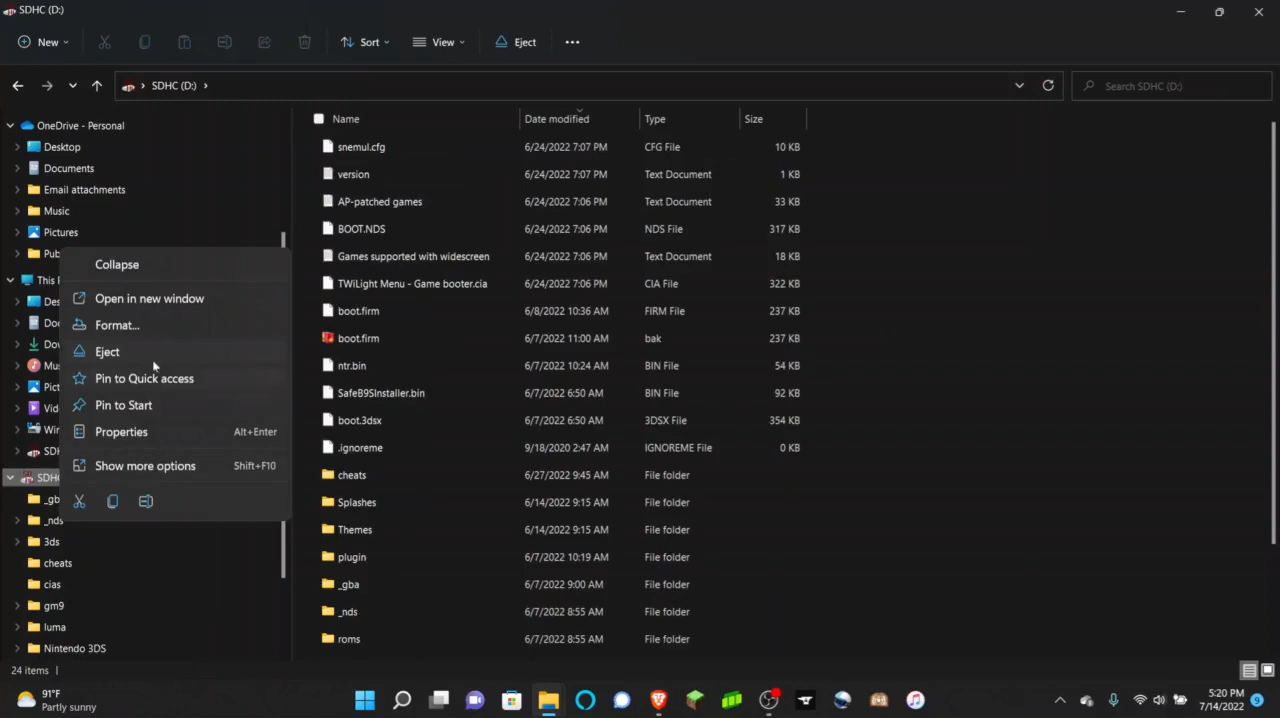 SDHC (D:)
New
Sort
View
Eject
SDHC (D:)
Search SDHC (D:)
OneDrive - Personal
Desktop
Documents
Email attachments
Music
Pictures
Pub
This
Des
Doc
Dow
Mus
Pict
Vid
Win
SDH
SDHC
_gb
_nds
3ds
cheats
cias
gm9
luma
Nintendo 3DS
Collapse
Open in new window
Format...
Eject
Pin to Quick access
Pin to Start
Properties Alt+Enter
Show more options Shift+F10
Name Date modified Type Size
snemul.cfg 6/24/2022 7:07 PM CFG File 10 KB
version 6/24/2022 7:07 PM Text Document 1 KB
AP-patched games 6/24/2022 7:06 PM Text Document 33 KB
BOOT.NDS 6/24/2022 7:06 PM NDS File 317 KB
Games supported with widescreen 6/24/2022 7:06 PM Text Document 18 KB
TWiLight Menu - Game booter.cia 6/24/2022 7:06 PM CIA File 322 KB
boot.firm 6/8/2022 10:36 AM FIRM File 237 KB
boot.firm 6/7/2022 11:00 AM bak 237 KB
ntr.bin 6/7/2022 10:24 AM BIN File 54 KB
SafeB9SInstaller.bin 6/7/2022 6:50 AM BIN File 92 KB
boot.3dsx 6/7/2022 6:50 AM 3DSX File 354 KB
.ignoreme 9/18/2020 2:47 AM IGNOREME File 0 KB
cheats 6/27/2022 9:45 AM File folder
Splashes 6/14/2022 9:15 AM File folder
Themes 6/14/2022 9:15 AM File folder
plugin 6/7/2022 10:19 AM File folder
_gba 6/7/2022 9:00 AM File folder
_nds 6/7/2022 8:55 AM File folder
roms 6/7/2022 8:55 AM File folder
24 items
91°F
Partly sunny
5:20 PM
7/14/2022
9